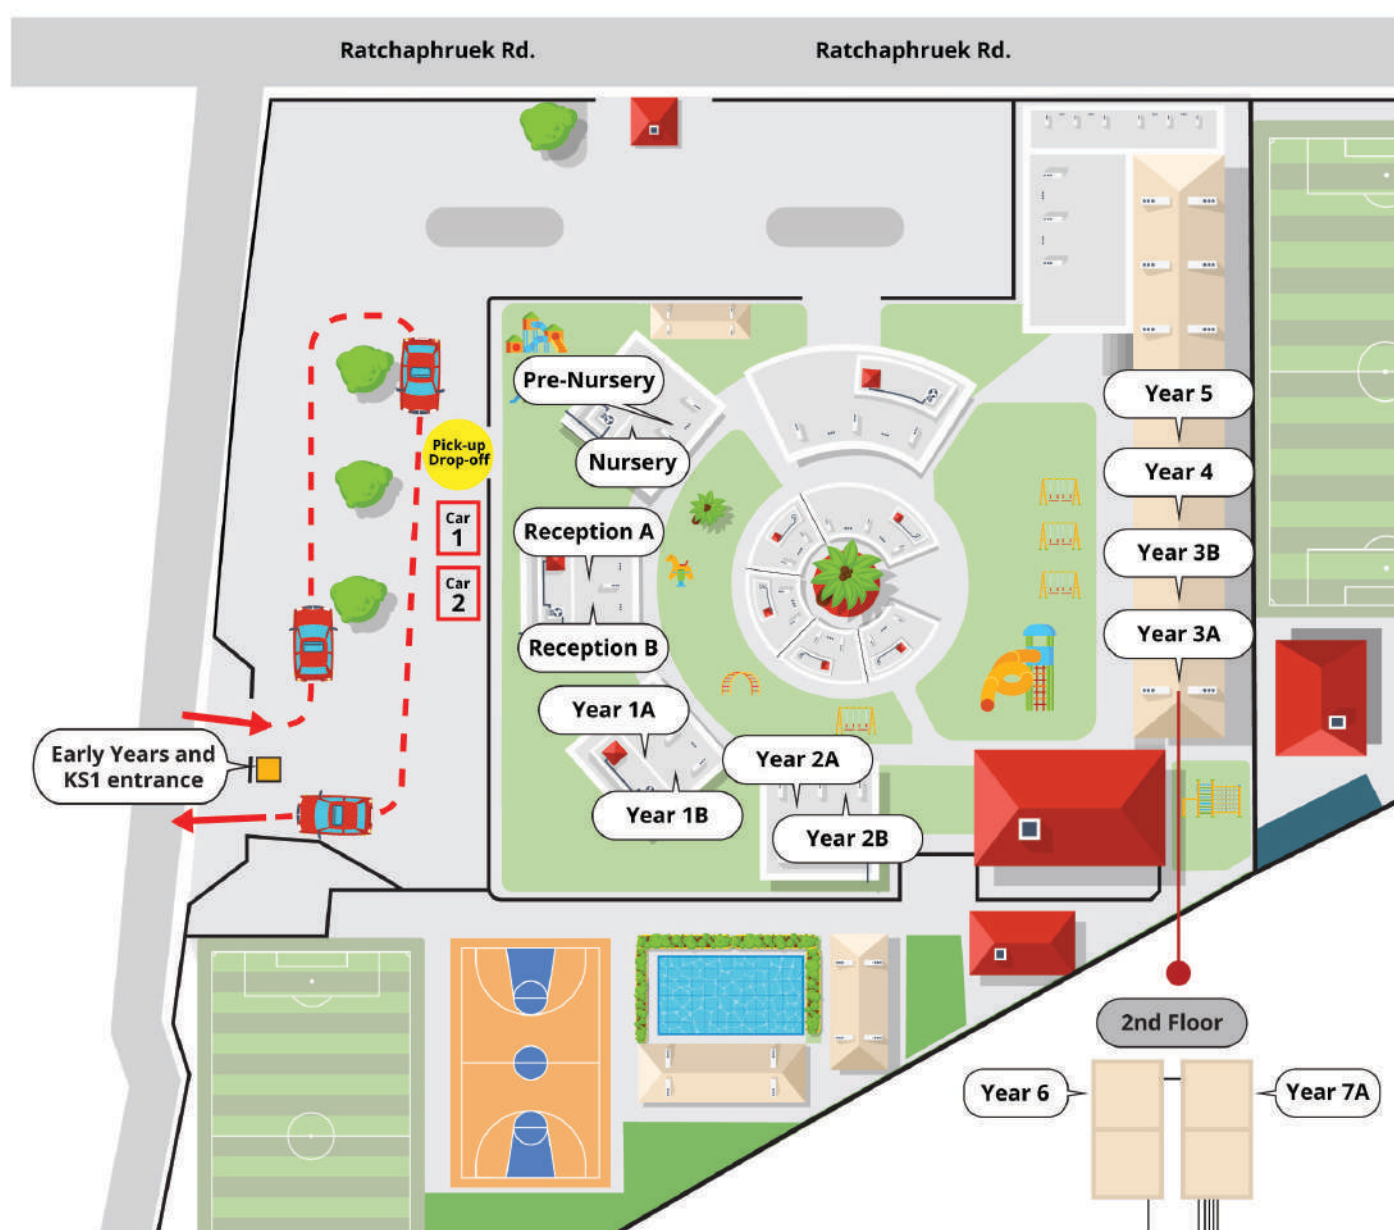 Ratchaphruek Rd.
Ratchaphruek Rd.
Pre-Nursery
Year 5
Pick-up
Drop-off
Nursery
Year 4
Car
1
Reception A
Year 3B
Car
2
Reception B
Year 3A
Year 1A
Early Years and
KS1 entrance
Year 2A
Year 1B
Year 2B
2nd Floor
Year 6
Year 7A